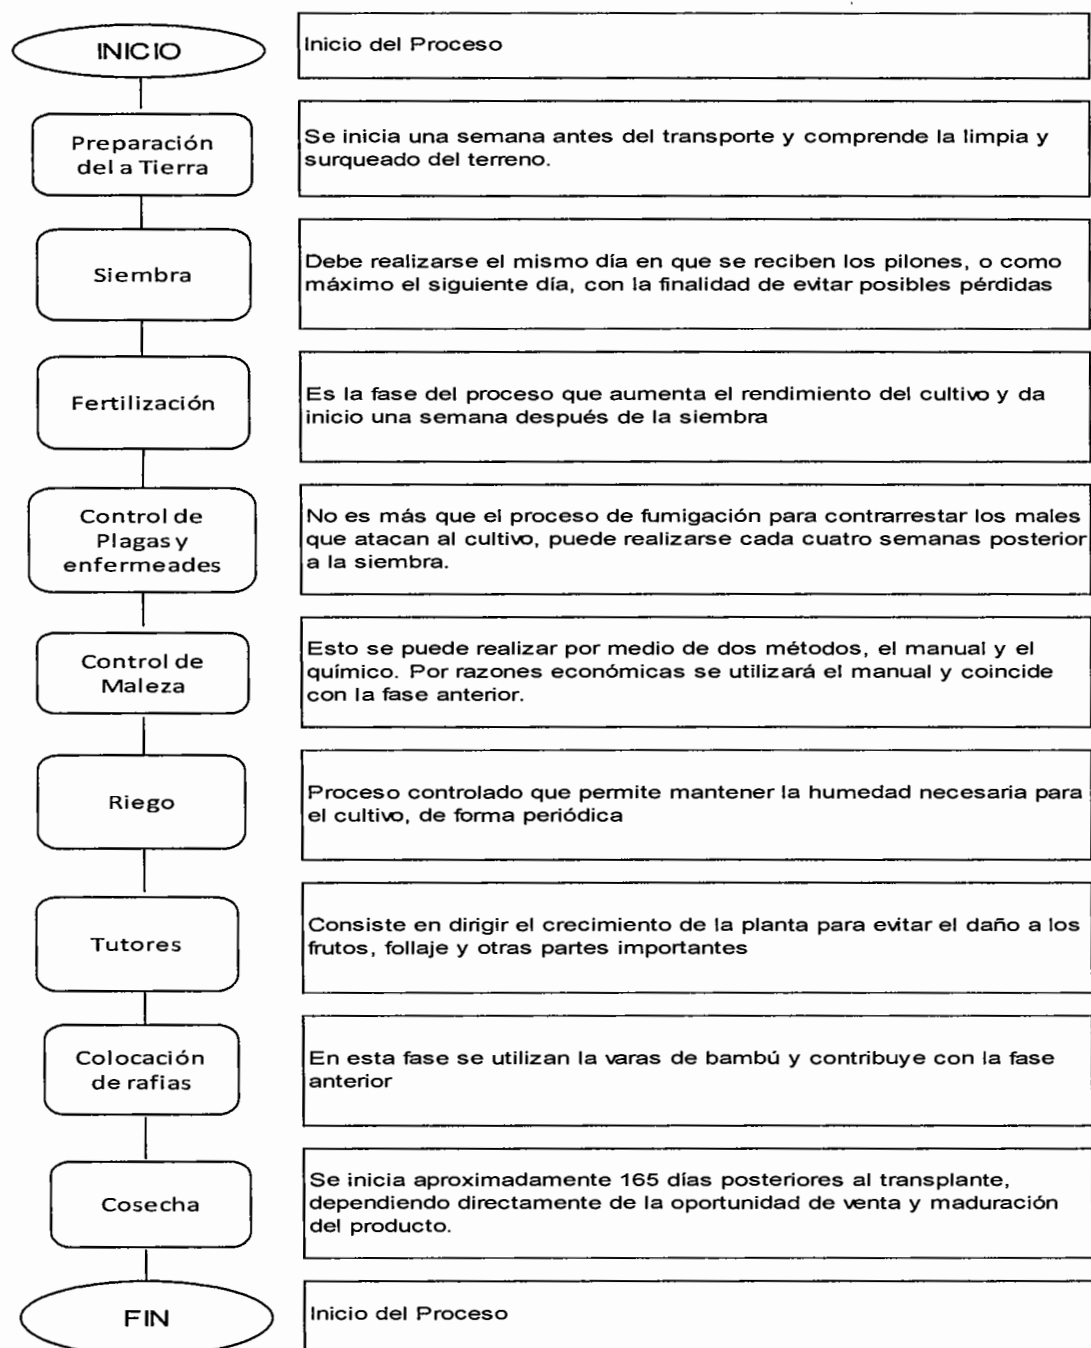 INICIO
Inicio del Proceso
Preparación
del a Tierra
Se inicia una semana antes del transporte y comprende la limpia y
surqueado del terreno.
Siembra
Debe realizarse el mismo día en que se reciben los pilones, o como
máximo el siguiente día, con la finalidad de evitar posibles pérdidas
Fertilización
Es la fase del proceso que aumenta el rendimiento del cultivo y da
inicio una semana después de la siembra
Control de
Plagas y
enfermeades
No es más que el proceso de fumigación para contrarrestar los males
que atacan al cultivo, puede realizarse cada cuatro semanas posterior
a la siembra.
Control de
Maleza
Esto se puede realizar por medio de dos métodos, el manual y el
químico. Por razones económicas se utilizará el manual y coincide
con la fase anterior.
Riego
Proceso controlado que permite mantener la humedad necesaria para
el cultivo, de forma periódica
Tutores
Consiste en dirigir el crecimiento de la planta para evitar el daño a los
frutos, follaje y otras partes importantes
Colocación
de rafias
En esta fase se utilizan la varas de bambú y contribuye con la fase
anterior
Cosecha
Se inicia aproximadamente 165 días posteriores al transplante,
dependiendo directamente de la oportunidad de venta y maduración
del producto.
FIN
Inicio del Proceso